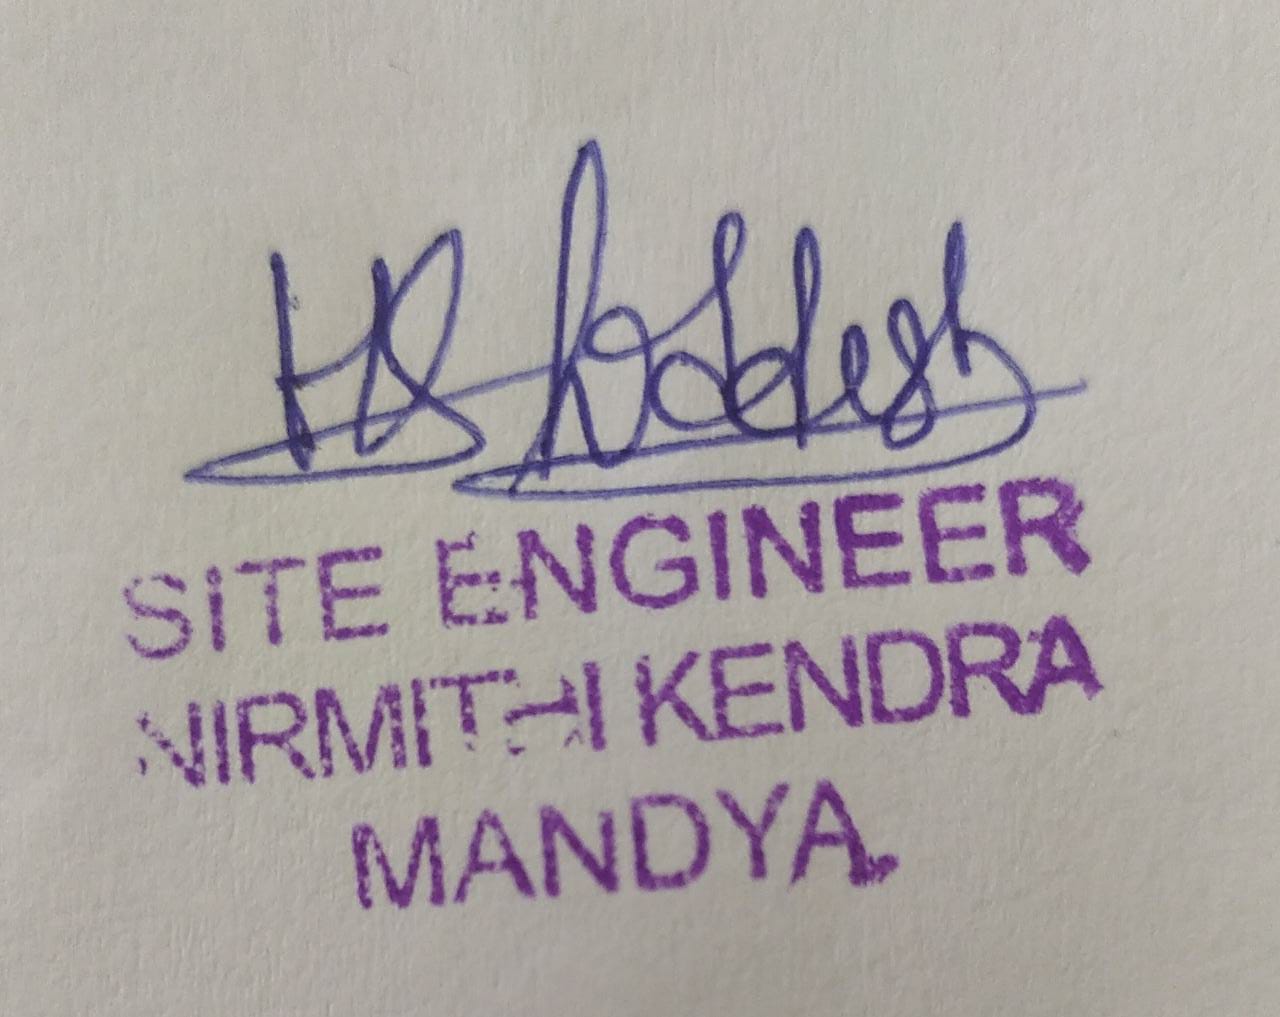 SITE ENGINEER
NIRMITHI KENDRA
MANDYA.